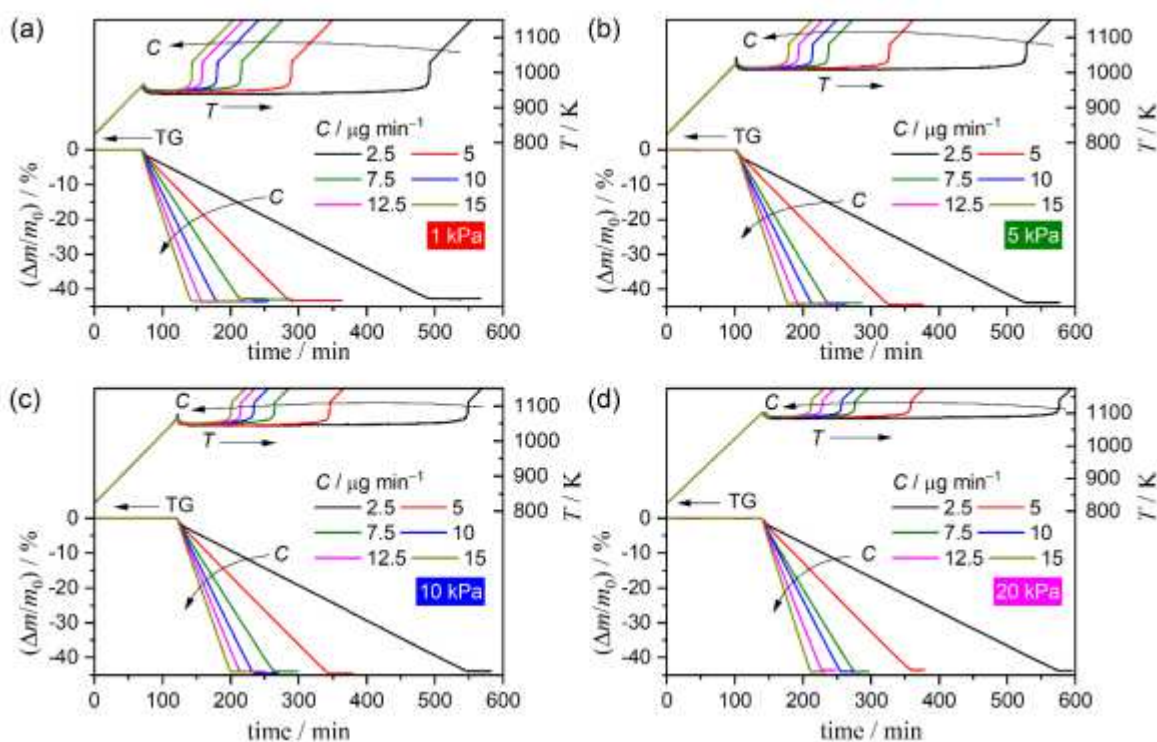 (a)
C
T
TG
C / μg min⁻¹
2.5 5
7.5 10
12.5 15
C
1 kPa
1100
1000
900
800
T / K
0
-10
-20
-30
-40
(Δm/m₀) / %
0 100 200 300 400 500 600
time / min
(b)
C
T
TG
C / μg min⁻¹
2.5 5
7.5 10
12.5 15
C
5 kPa
1100
1000
900
800
T / K
0
-10
-20
-30
-40
(Δm/m₀) / %
0 100 200 300 400 500 600
time / min
(c)
C
T
TG
C / μg min⁻¹
2.5 5
7.5 10
12.5 15
C
10 kPa
1100
1000
900
800
T / K
0
-10
-20
-30
-40
(Δm/m₀) / %
0 100 200 300 400 500 600
time / min
(d)
C
T
TG
C / μg min⁻¹
2.5 5
7.5 10
12.5 15
C
20 kPa
1100
1000
900
800
T / K
0
-10
-20
-30
-40
(Δm/m₀) / %
0 100 200 300 400 500 600
time / min